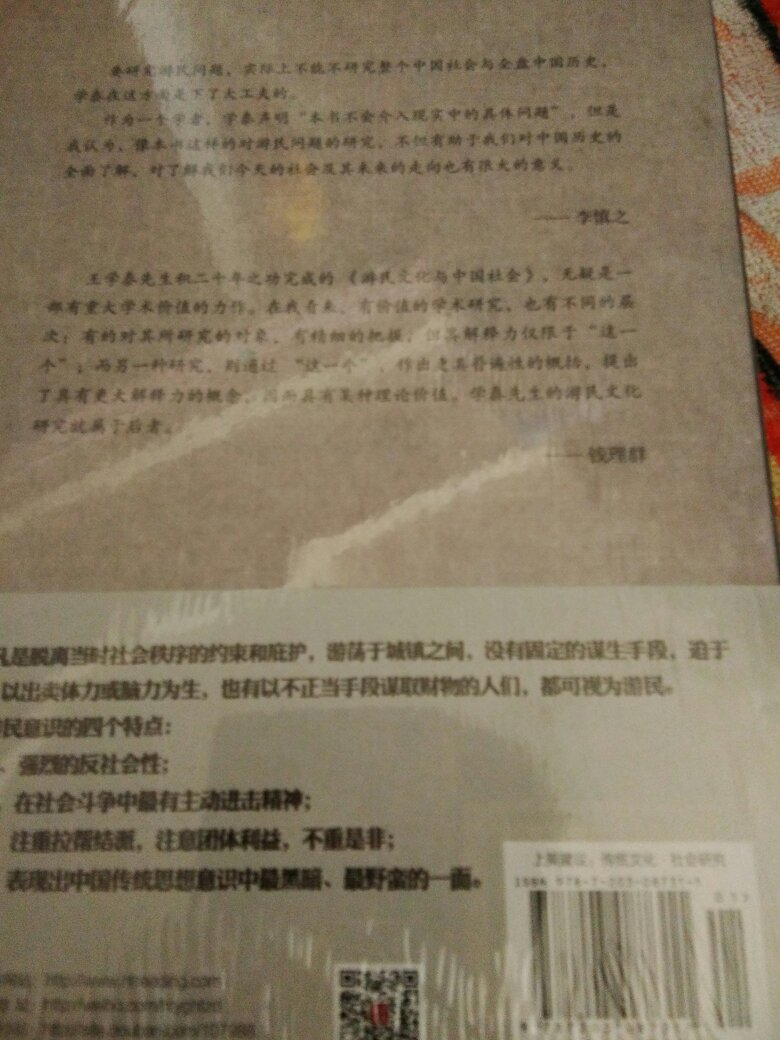 要研究游民问题，实际上不能不研究整个中国社会与全盘中国历史，
学泰在这方面是下了大工夫的。
作为一个学者，学泰声明“本书不会介入现实中的具体问题”，但是
我认为，像本书这样的对游民问题的研究，不但有助于我们对中国历史的
全面了解，对了解我们今天的社会及其未来的走向也有很大的意义。
——李慎之
王学泰先生积二十年之功完成的《游民文化与中国社会》，无疑是一
部有重大学术价值的力作。在我看来，有价值的学术研究，也有不同的层
次：有的对其所研究的对象，有精细的把握，但其解释力仅限于“这一
个”；而另一种研究，则通过“这一个”，作出更具普遍性的概括，提出
了具有更大解释力的概念，因而具有某种理论价值。学泰先生的游民文化
研究就属于后者。
——钱理群
凡是脱离当时社会秩序的约束和庇护，游荡于城镇之间，没有固定的谋生手段，迫于
以出卖体力或脑力为生，也有以不正当手段谋取财物的人们，都可视为游民。
民意识的四个特点：
、强烈的反社会性；
在社会斗争中最有主动进击精神；
注重拉帮结派，注意团体利益，不重是非；
表现出中国传统思想意识中最黑暗、最野蛮的一面。
上架建议：传统文化 社会研究
ISBN